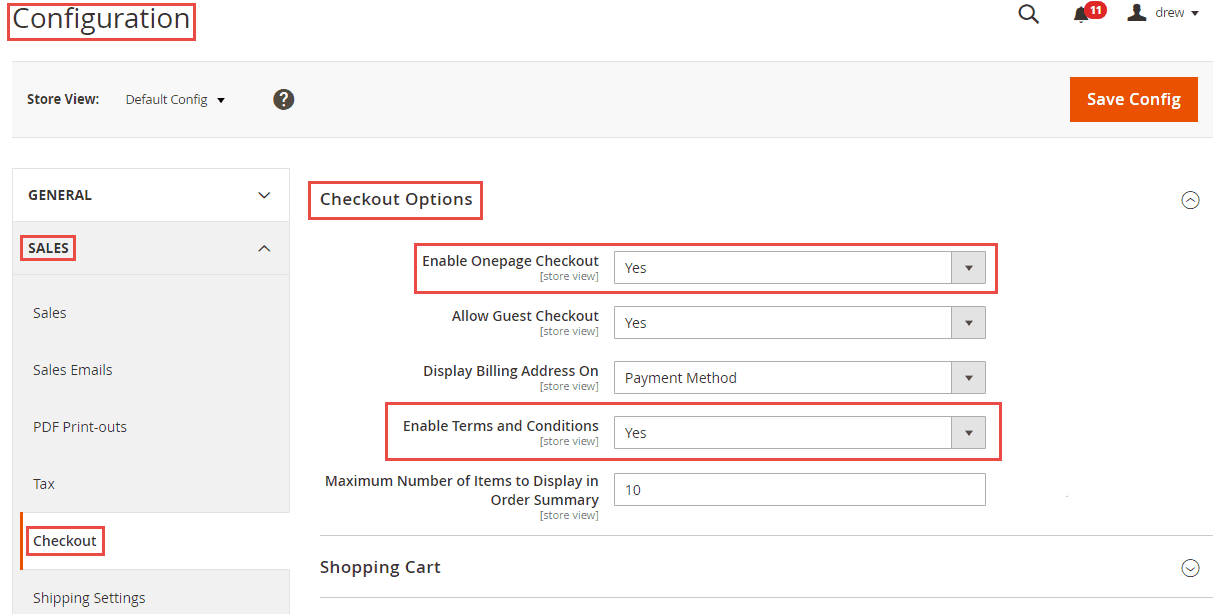 Configuration
11
drew
Store View:
Default Config
?
Save Config
GENERAL
SALES
Sales
Sales Emails
PDF Print-outs
Tax
Checkout
Shipping Settings
Checkout Options
Enable Onepage Checkout
[store view]
Yes
Allow Guest Checkout
[store view]
Yes
Display Billing Address On
[store view]
Payment Method
Enable Terms and Conditions
[store view]
Yes
Maximum Number of Items to Display in
Order Summary
[store view]
10
Shopping Cart